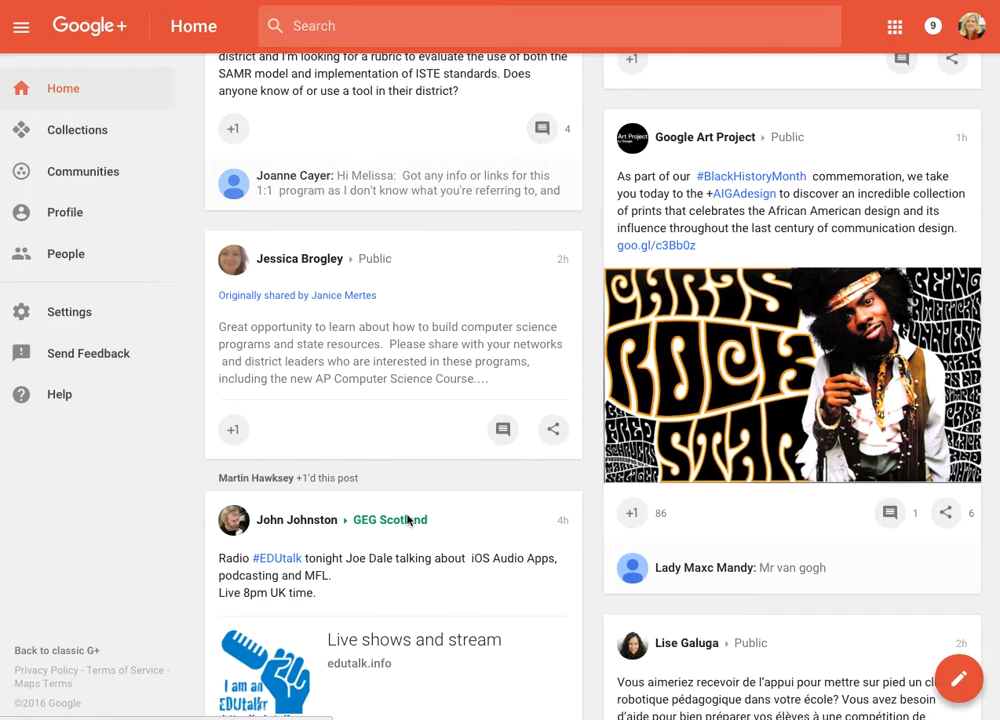 Google+
Home
Search
9
Home
Collections
Communities
Profile
People
Settings
Send Feedback
Help
Back to classic G+
Privacy Policy - Terms of Service -
Maps Terms
©2016 Google
district and I'm looking for a rubric to evaluate the use of both the
SAMR model and implementation of ISTE standards. Does
anyone know of or use a tool in their district?
+1
4
Joanne Cayer: Hi Melissa: Got any info or links for this
1:1 program as I don't know what you're referring to, and
Jessica Brogley ▸ Public
2h
Originally shared by Janice Mertes
Great opportunity to learn about how to build computer science
programs and state resources. Please share with your networks
and district leaders who are interested in these programs,
including the new AP Computer Science Course....
+1
Martin Hawksey +1'd this post
John Johnston ▸ GEG Scotland
4h
Radio #EDUtalk tonight Joe Dale talking about iOS Audio Apps,
podcasting and MFL.
Live 8pm UK time.
Live shows and stream
edutalk.info
I am an
EDUtalkr
+1
Art Project
Google Art Project ▸ Public
1h
As part of our #BlackHistoryMonth commemoration, we take
you today to the +AIGAdesign to discover an incredible collection
of prints that celebrates the African American design and its
influence throughout the last century of communication design.
goo.gl/c3Bb0z
CHRIS
ROCK
STAR
+1
86
1
6
Lady Maxc Mandy: Mr van gogh
Lise Galuga ▸ Public
2h
Vous aimeriez recevoir de l'appui pour mettre sur pied un cl
robotique pédagogique dans votre école? Vous avez besoin
d'aide pour bien préparer vos élèves à une compétition de